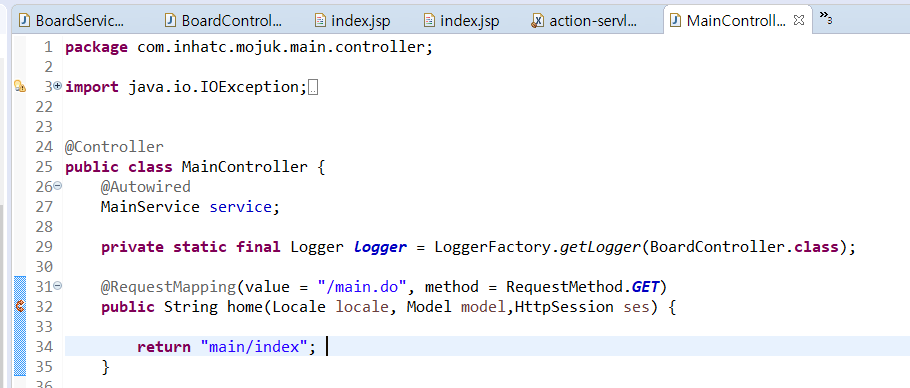 BoardServic... BoardControl... index.jsp index.jsp action-servl... MainControll... »3
1 package com.inhatc.mojuk.main.controller;
2
3 import java.io.IOException;
22
23
24 @Controller
25 public class MainController {
26 @Autowired
27 MainService service;
28
29 private static final Logger logger = LoggerFactory.getLogger(BoardController.class);
30
31 @RequestMapping(value = "/main.do", method = RequestMethod.GET)
32 public String home(Locale locale, Model model,HttpSession ses) {
33
34 return "main/index";
35 }
36